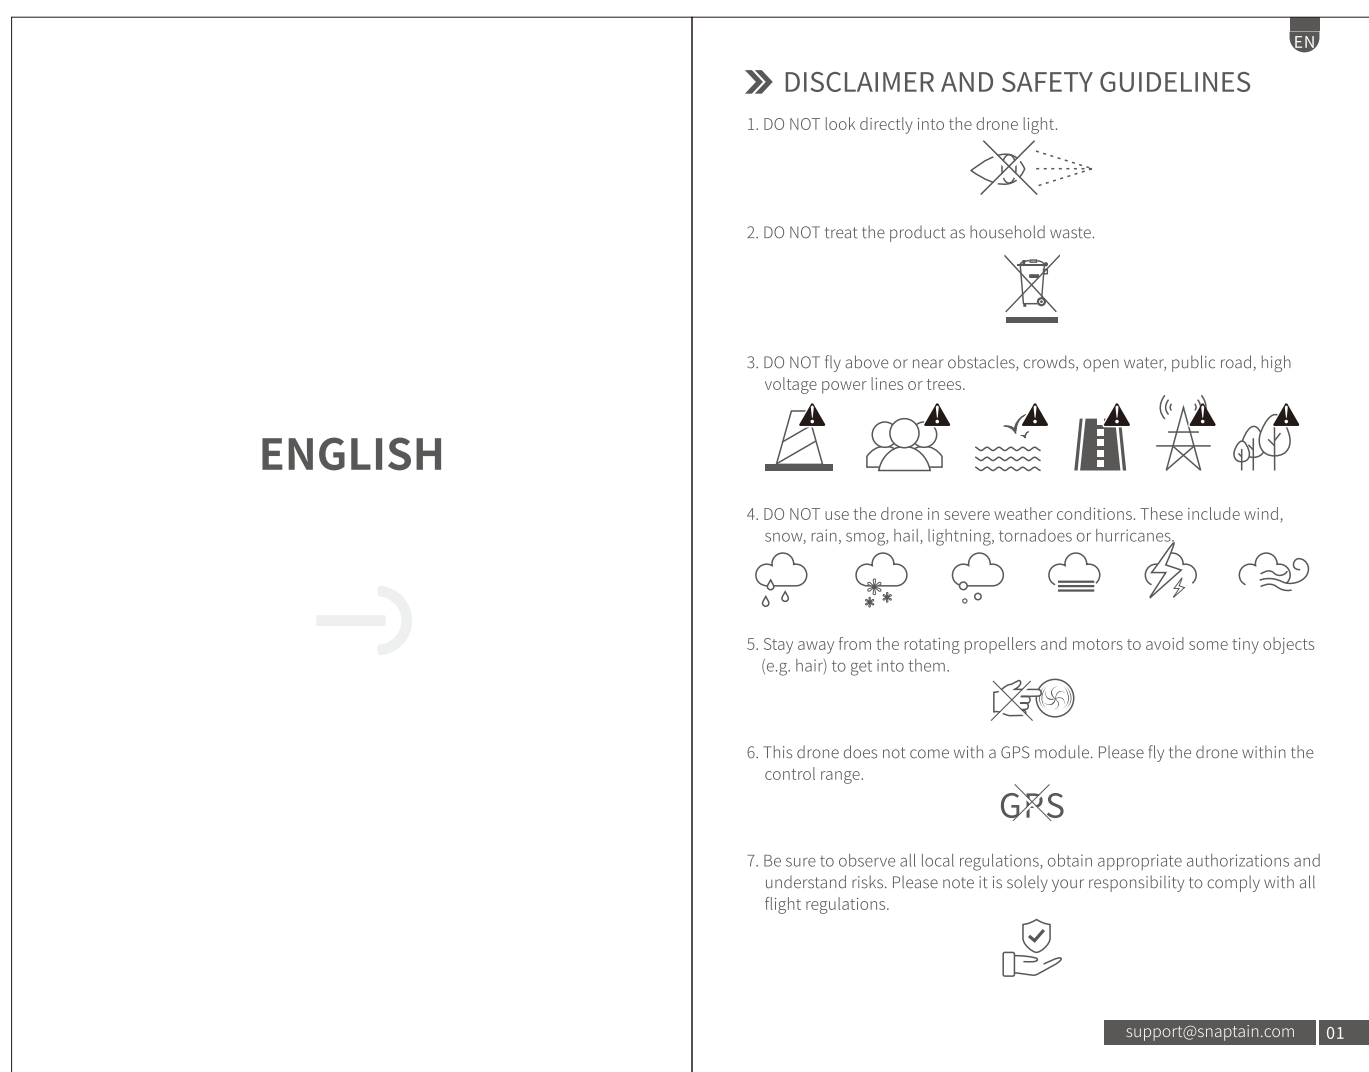 ENGLISH
EN
DISCLAIMER AND SAFETY GUIDELINES
1. DO NOT look directly into the drone light.
2. DO NOT treat the product as household waste.
3. DO NOT fly above or near obstacles, crowds, open water, public road, high
voltage power lines or trees.
4. DO NOT use the drone in severe weather conditions. These include wind,
snow, rain, smog, hail, lightning, tornadoes or hurricanes.
5. Stay away from the rotating propellers and motors to avoid some tiny objects
(e.g. hair) to get into them.
6. This drone does not come with a GPS module. Please fly the drone within the
control range.
GPS
7. Be sure to observe all local regulations, obtain appropriate authorizations and
understand risks. Please note it is solely your responsibility to comply with all
flight regulations.
support@snaptain.com 01